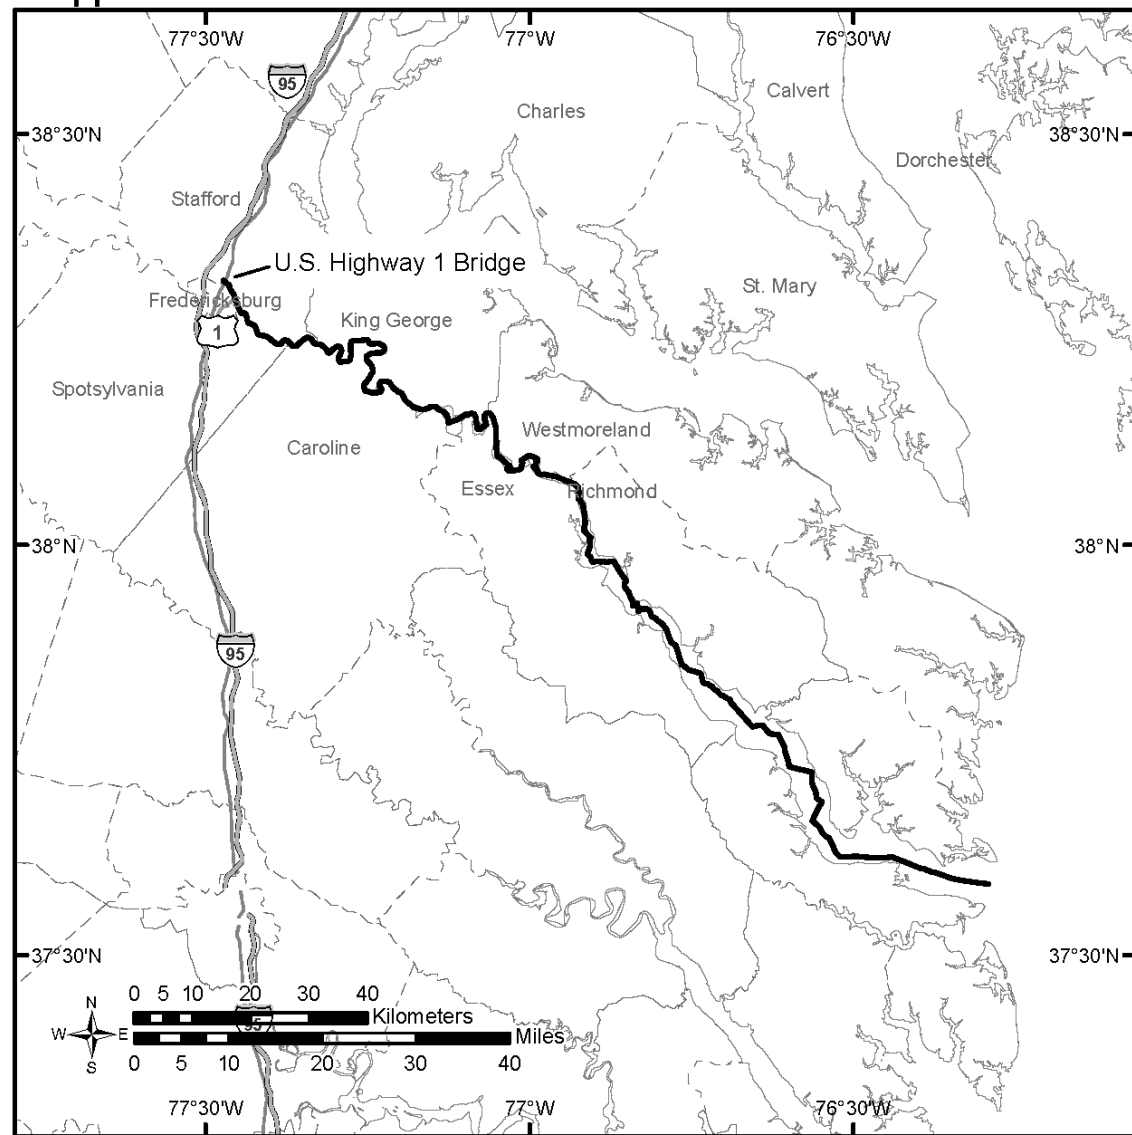 77°30'W 77°W 76°30'W
95
Calvert
Charles
38°30'N 38°30'N
Dorchester
Stafford
U.S. Highway 1 Bridge
St. Mary
Fredericksburg
King George
1
Spotsylvania
Westmoreland
Caroline
Essex Richmond
38°N 38°N
95
37°30'N 37°30'N
0 5 10 20 30 40
N
Kilometers
95
W E
Miles
S
0 5 10 20 30 40
77°30'W 77°W 76°30'W